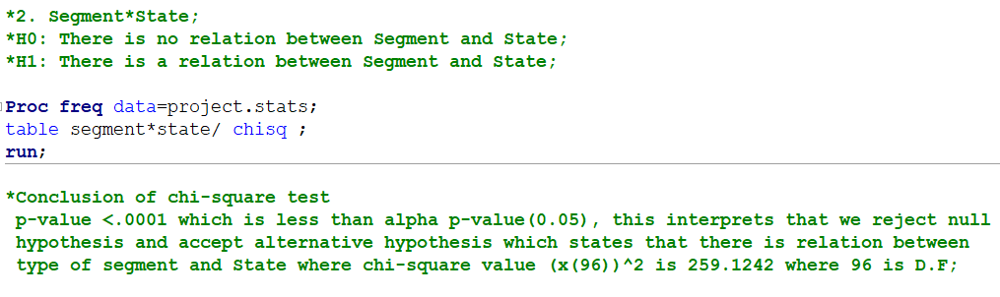 *2. Segment*State;
*H0: There is no relation between Segment and State;
*H1: There is a relation between Segment and State;
Proc freq data=project.stats;
table segment*state/ chisq ;
run;
*Conclusion of chi-square test
p-value <.0001 which is less than alpha p-value(0.05), this interprets that we reject null
hypothesis and accept alternative hypothesis which states that there is relation between
type of segment and State where chi-square value (x(96))^2 is 259.1242 where 96 is D.F;